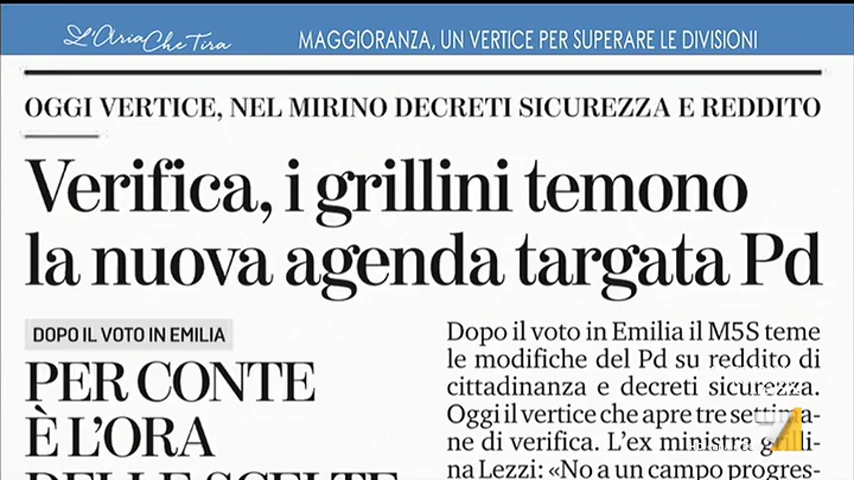 L'Aria Che Tira
MAGGIORANZA, UN VERTICE PER SUPERARE LE DIVISIONI
OGGI VERTICE, NEL MIRINO DECRETI SICUREZZA E REDDITO
Verifica, i grillini temono
la nuova agenda targata Pd
DOPO IL VOTO IN EMILIA
PER CONTE
È L'ORA
DELLE SCELTE
Dopo il voto in Emilia il M5S teme
le modifiche del Pd su reddito di
cittadinanza e decreti sicurezza.
Oggi il vertice che apre tre settima-
ne di verifica. L'ex ministra grilli-
na Lezzi: «No a un campo progres-